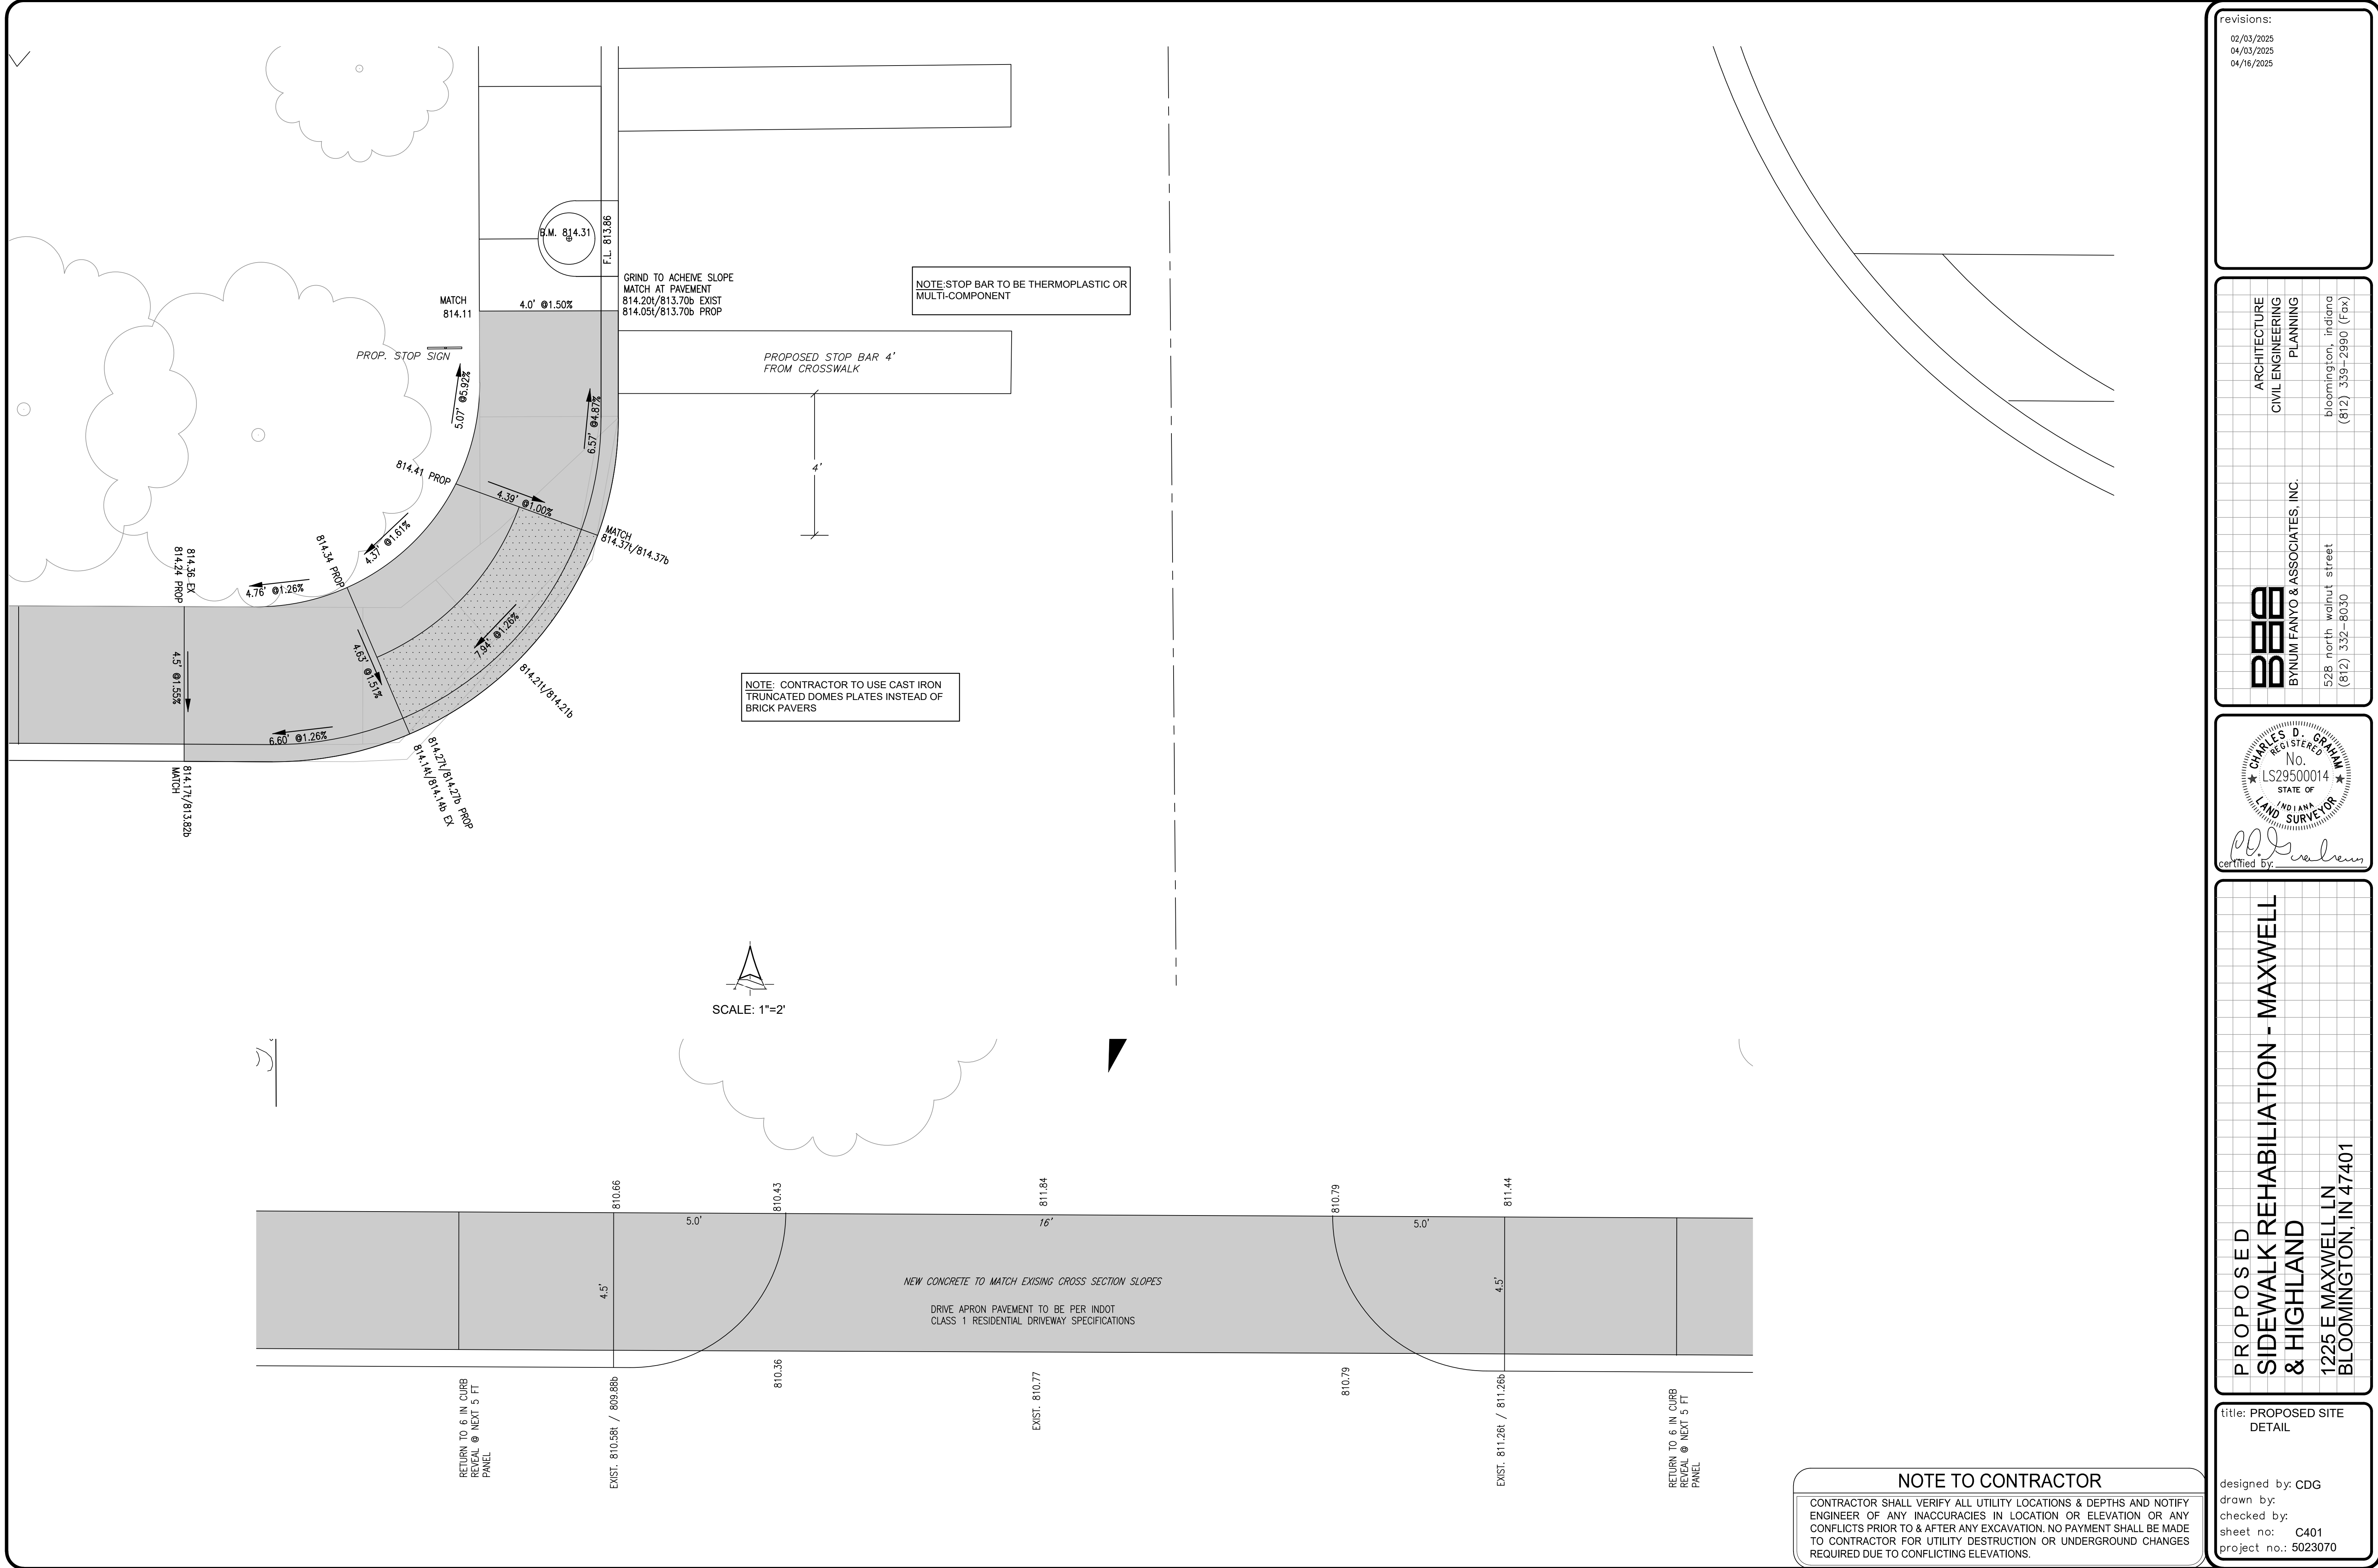 B.M. 814.31
F.L. 813.86
GRIND TO ACHEIVE SLOPE
MATCH AT PAVEMENT
814.20t/813.70b EXIST
814.05t/813.70b PROP
MATCH
814.11
4.0' @1.50%
NOTE:STOP BAR TO BE THERMOPLASTIC OR
MULTI-COMPONENT
PROP. STOP SIGN
PROPOSED STOP BAR 4'
FROM CROSSWALK
5.07' @5.92%
6.57' @4.87%
4'
814.41 PROP
4.39' @1.00%
MATCH
814.37t/814.37b
4.37' @1.61%
814.34 PROP
814.36 EX
814.24 PROP
4.76' @1.26%
7.94' @1.26%
4.63' @1.51%
4.5' @1.55%
814.21t/814.21b
6.60' @1.26%
814.27t/814.27b PROP
814.14t/814.14b EX
814.17t/813.82b
MATCH
NOTE: CONTRACTOR TO USE CAST IRON
TRUNCATED DOMES PLATES INSTEAD OF
BRICK PAVERS
SCALE: 1"=2'
810.66
810.43
811.84
810.79
811.44
5.0'
16'
5.0'
4.5'
4.5'
NEW CONCRETE TO MATCH EXISING CROSS SECTION SLOPES
DRIVE APRON PAVEMENT TO BE PER INDOT
CLASS 1 RESIDENTIAL DRIVEWAY SPECIFICATIONS
RETURN TO 6 IN CURB
REVEAL @ NEXT 5 FT
PANEL
EXIST. 810.58t / 809.88b
810.36
EXIST. 810.77
810.79
EXIST. 811.26t / 811.26b
RETURN TO 6 IN CURB
REVEAL @ NEXT 5 FT
PANEL
NOTE TO CONTRACTOR
CONTRACTOR SHALL VERIFY ALL UTILITY LOCATIONS & DEPTHS AND NOTIFY
ENGINEER OF ANY INACCURACIES IN LOCATION OR ELEVATION OR ANY
CONFLICTS PRIOR TO & AFTER ANY EXCAVATION. NO PAYMENT SHALL BE MADE
TO CONTRACTOR FOR UTILITY DESTRUCTION OR UNDERGROUND CHANGES
REQUIRED DUE TO CONFLICTING ELEVATIONS.
revisions:
02/03/2025
04/03/2025
04/16/2025
ARCHITECTURE
CIVIL ENGINEERING
PLANNING
bloomington, indiana
(812) 339-2990 (Fax)
BYNUM FANYO & ASSOCIATES, INC.
528 north walnut street
(812) 332-8030
CHARLES D. GRAHAM
REGISTERED
No.
LS29500014
STATE OF
INDIANA
LAND SURVEYOR
certified by:
PROPOSED
SIDEWALK REHABILIATION - MAXWELL
& HIGHLAND
1225 E MAXWELL LN
BLOOMINGTON, IN 47401
title: PROPOSED SITE
DETAIL
designed by: CDG
drawn by:
checked by:
sheet no: C401
project no.: 5023070